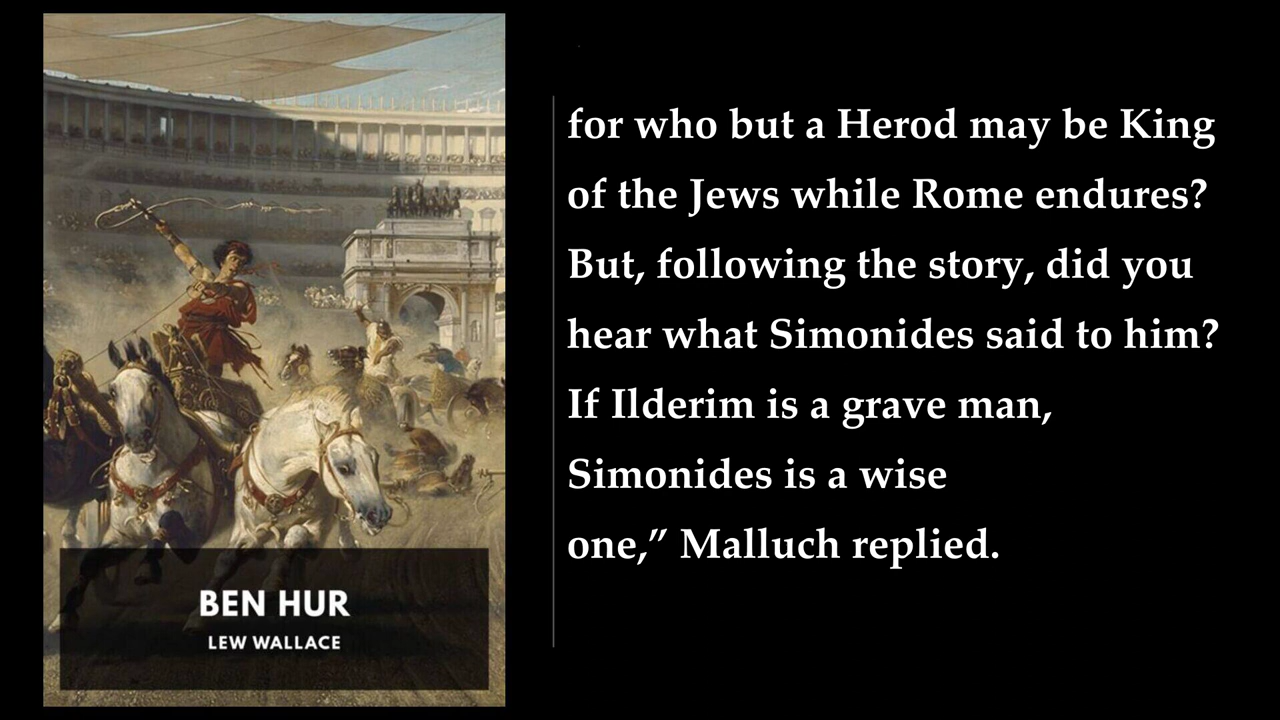 BEN HUR
LEW WALLACE
for who but a Herod may be King
of the Jews while Rome endures?
But, following the story, did you
hear what Simonides said to him?
If Ilderim is a grave man,
Simonides is a wise
one,” Malluch replied.